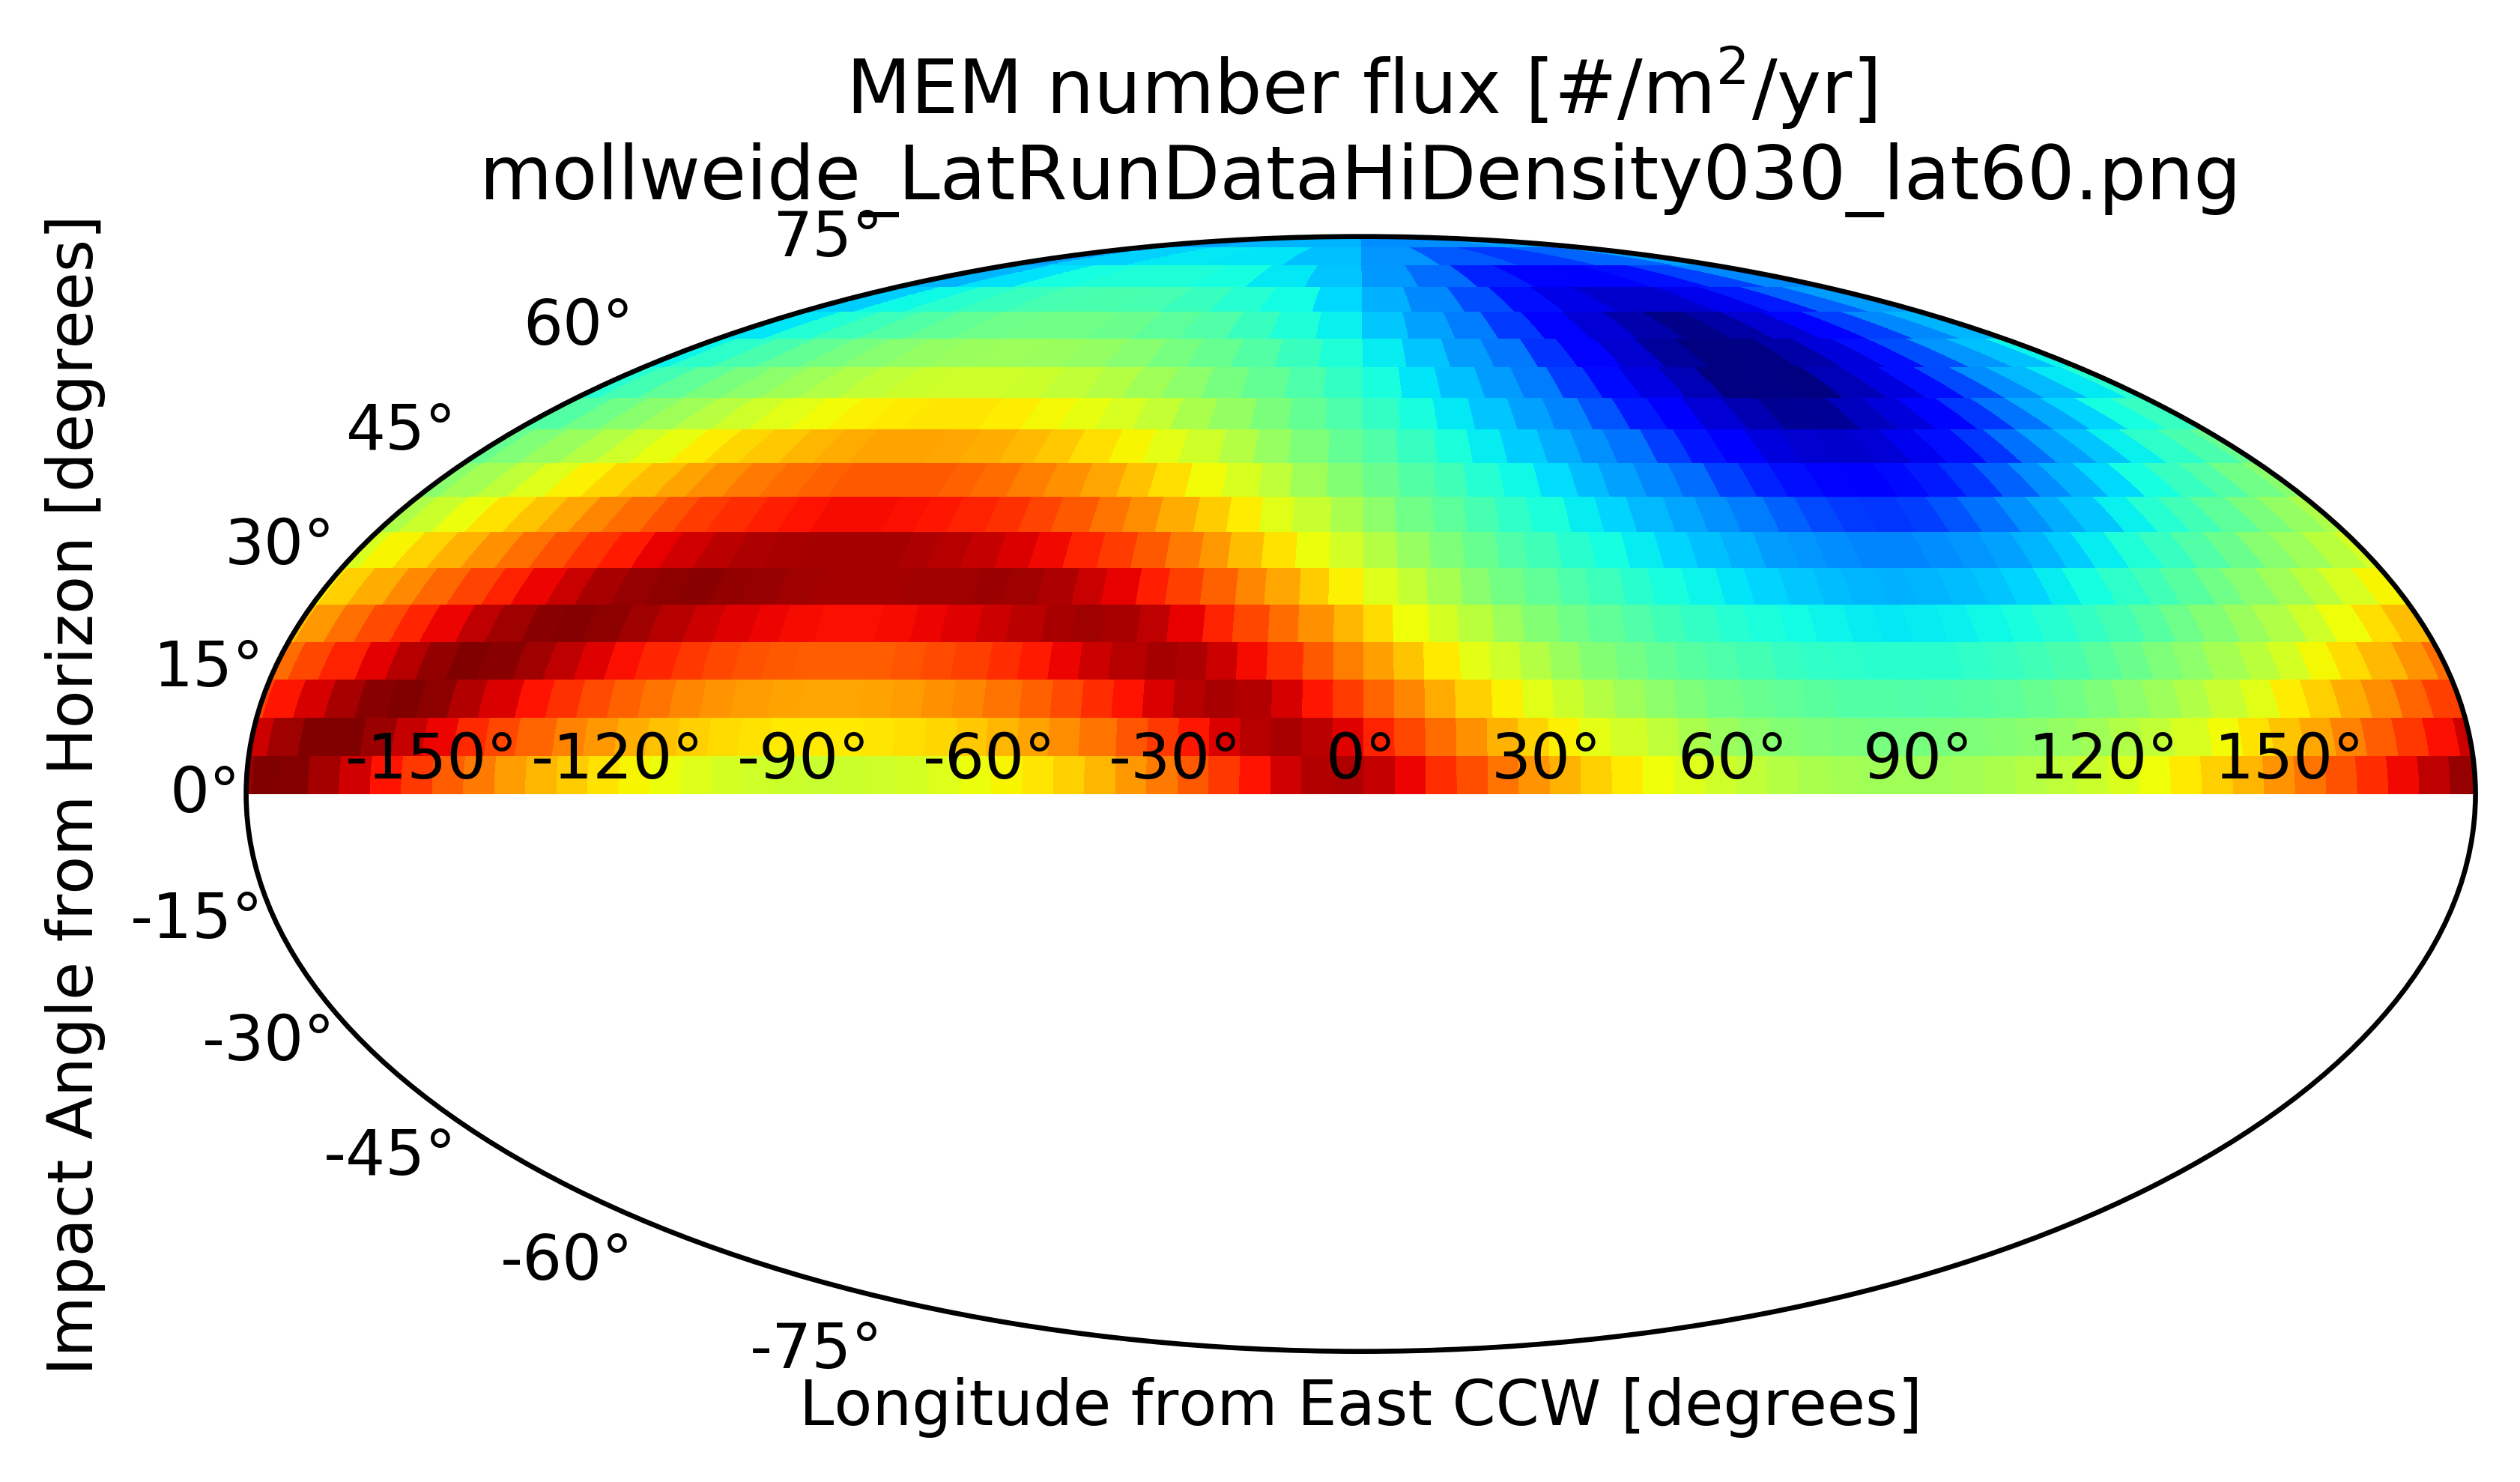 MEM number flux [#/m²/yr]
mollweide_LatRunDataHiDensity030_lat60.png
75°
60°
45°
30°
15°
0°
-15°
-30°
-45°
-60°
-75°
-150° -120° -90° -60° -30° 0° 30° 60° 90° 120° 150°
Impact Angle from Horizon [degrees]
Longitude from East CCW [degrees]